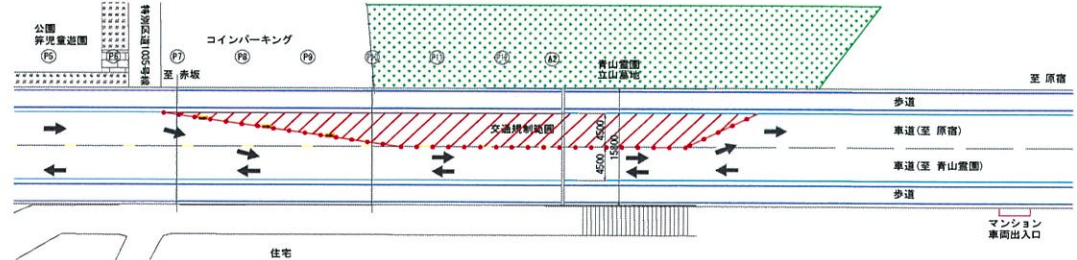 公園
笄児童遊園
特別区道1005号線
コインパーキング
P5
P6
P7
P8
P9
P11
A2
至 赤坂
青山霊園
立山墓地
至 原宿
歩道
交通規制範囲
4500
4500
15800
車道(至 原宿)
車道(至 青山霊園)
歩道
マンション
車両出入口
住宅